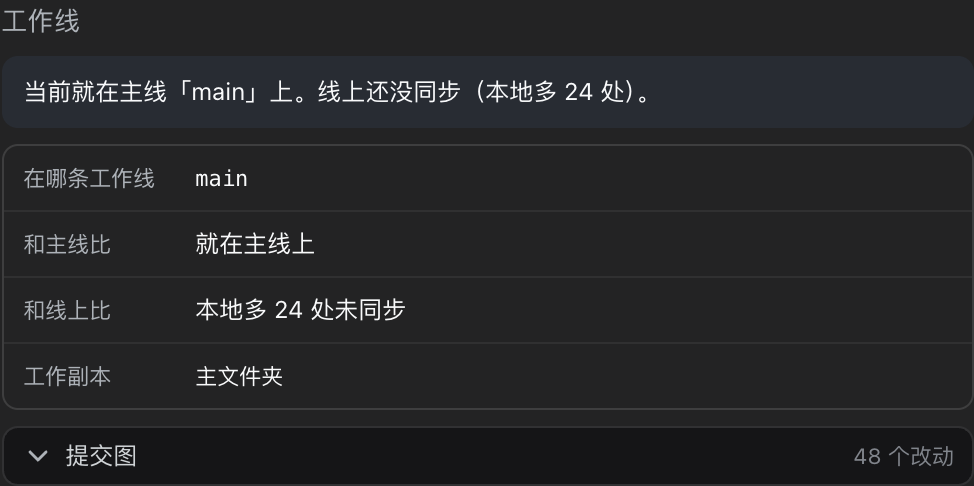 工作线
当前就在主线「main」上。线上还没同步（本地多 24 处）。
在哪条工作线 main
和主线比 就在主线上
和线上比 本地多 24 处未同步
工作副本 主文件夹
提交图 48 个改动